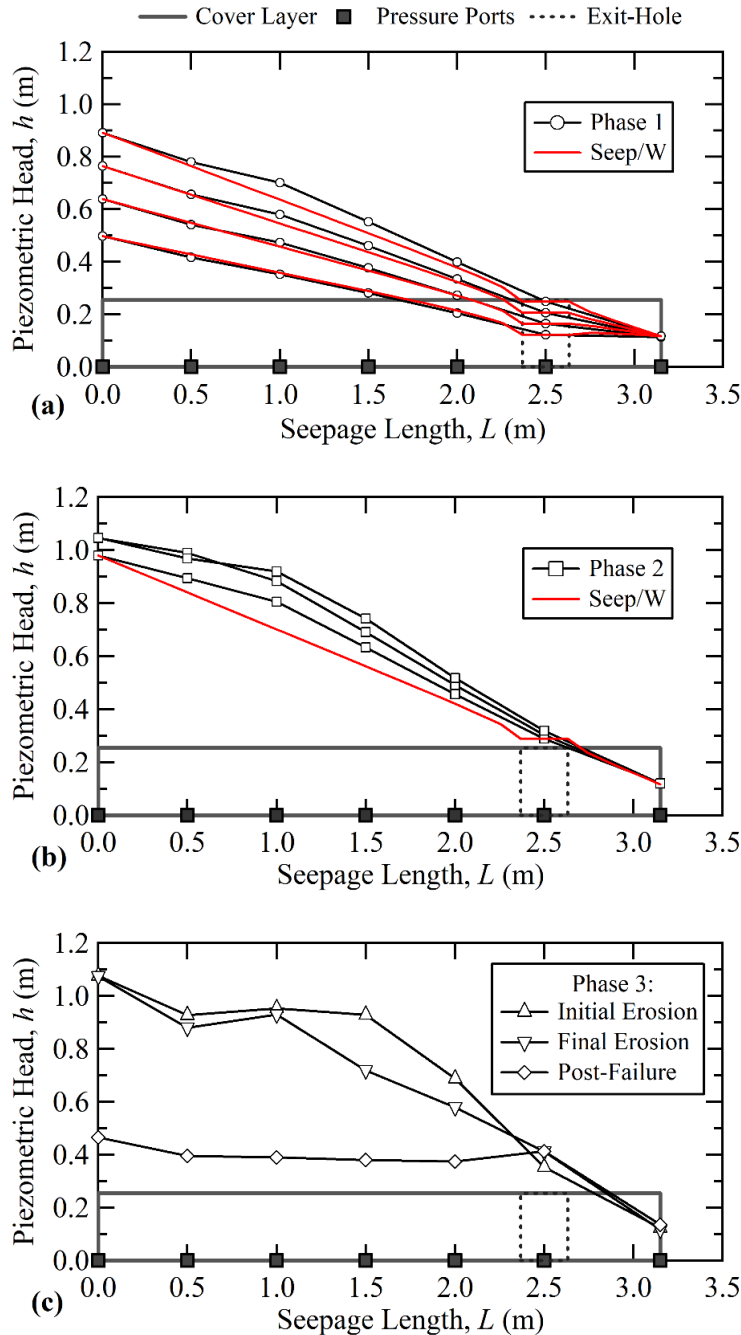 Cover Layer Pressure Ports Exit-Hole
1.2
1.0
0.8
0.6
0.4
0.2
0.0
Piezometric Head, h (m)
Phase 1
Seep/W
0.0 0.5 1.0 1.5 2.0 2.5 3.0 3.5
(a)
Seepage Length, L (m)
1.2
1.0
0.8
0.6
0.4
0.2
0.0
Piezometric Head, h (m)
Phase 2
Seep/W
0.0 0.5 1.0 1.5 2.0 2.5 3.0 3.5
(b)
Seepage Length, L (m)
1.2
1.0
0.8
0.6
0.4
0.2
0.0
Piezometric Head, h (m)
Phase 3:
Initial Erosion
Final Erosion
Post-Failure
0.0 0.5 1.0 1.5 2.0 2.5 3.0 3.5
(c)
Seepage Length, L (m)